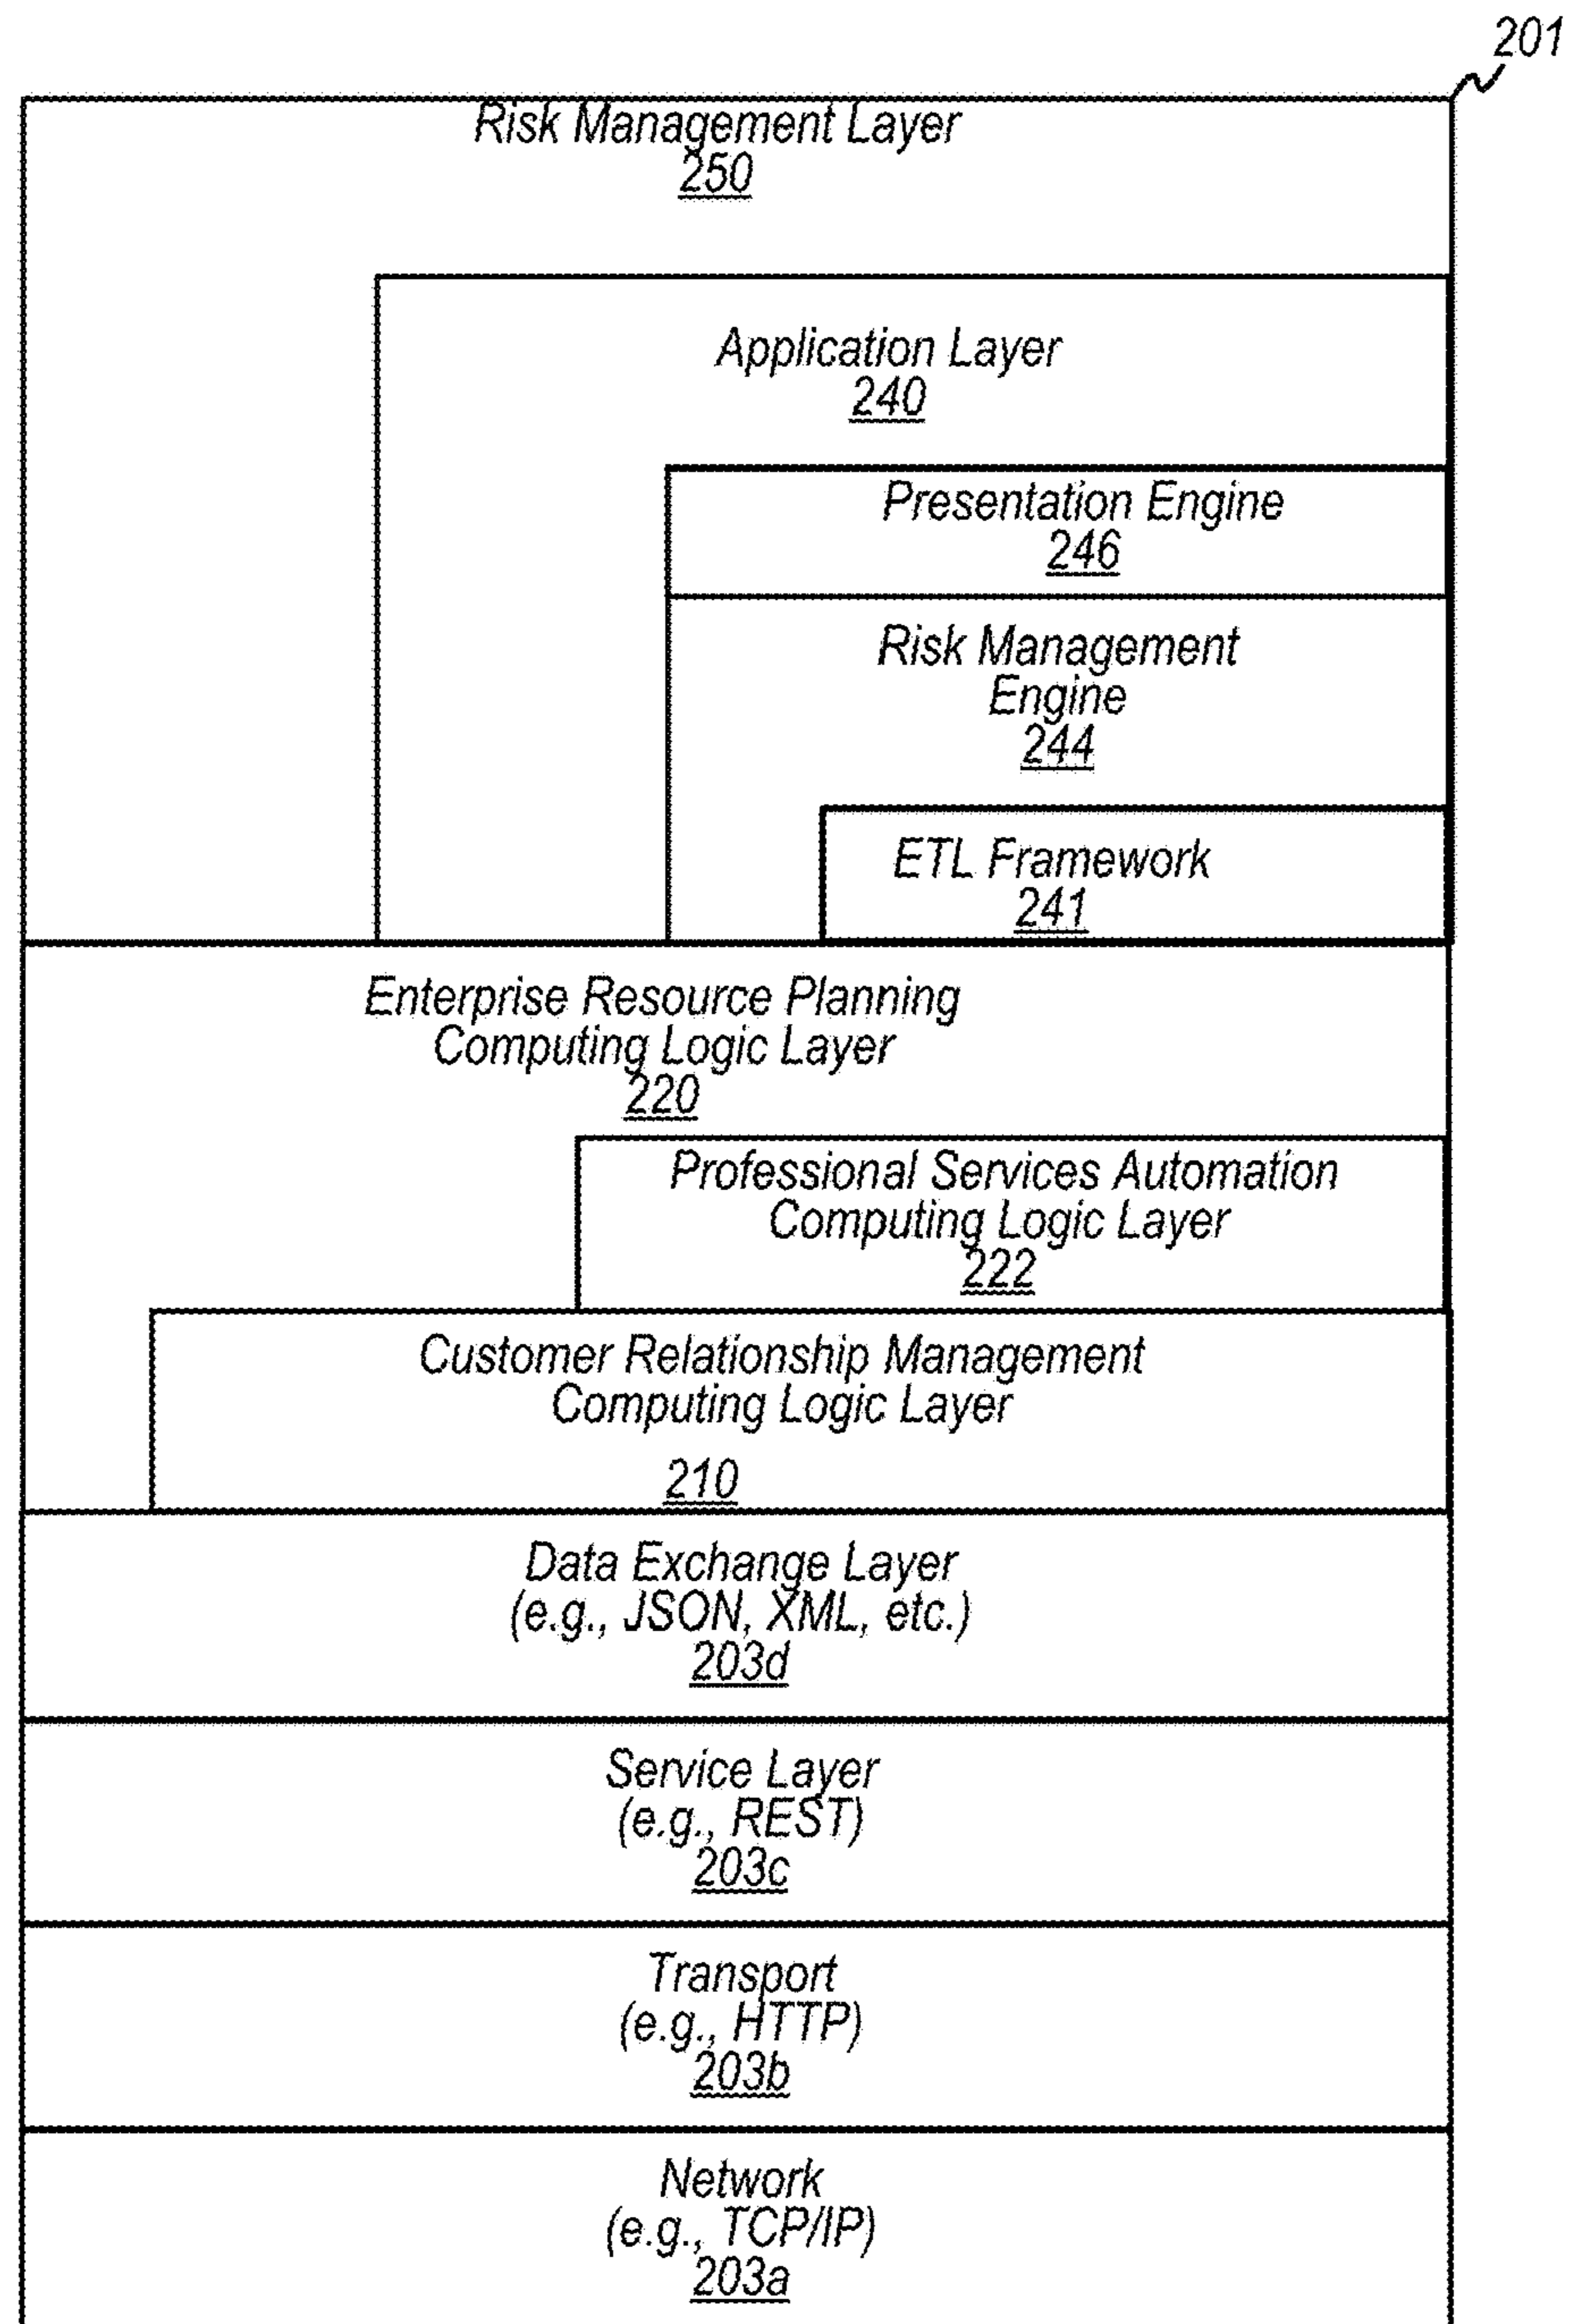 201
Risk Management Layer
250
Application Layer
240
Presentation Engine
246
Risk Management
Engine
244
ETL Framework
241
Enterprise Resource Planning
Computing Logic Layer
220
Professional Services Automation
Computing Logic Layer
222
Customer Relationship Management
Computing Logic Layer
210
Data Exchange Layer
(e.g., JSON, XML, etc.)
203d
Service Layer
(e.g., REST)
203c
Transport
(e.g., HTTP)
203b
Network
(e.g., TCP/IP)
203a